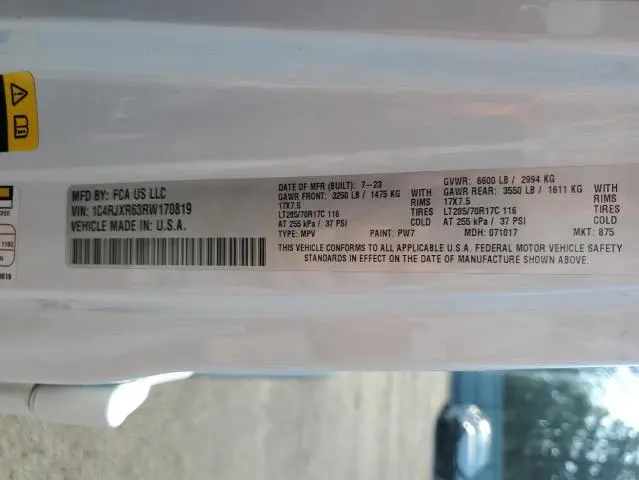 MFD BY: FCA US LLC
VIN: 1C4RJXR63RW170819
VEHICLE MADE IN: U.S.A.
DATE OF MFR (BUILT): 7-23
GAWR FRONT: 3250 LB / 1475 KG WITH
17X7.5 RIMS
LT285/70R17C 116 TIRES
AT 255 kPa / 37 PSI COLD
TYPE: MPV PAINT: PW7
GVWR: 6600 LB / 2994 KG
GAWR REAR: 3550 LB / 1611 KG WITH
17X7.5 RIMS
LT285/70R17C 116 TIRES
AT 255 kPa / 37 PSI COLD
MDH: 071017 MKT: 875
THIS VEHICLE CONFORMS TO ALL APPLICABLE U.S.A. FEDERAL MOTOR VEHICLE SAFETY
STANDARDS IN EFFECT ON THE DATE OF MANUFACTURE SHOWN ABOVE.
0819